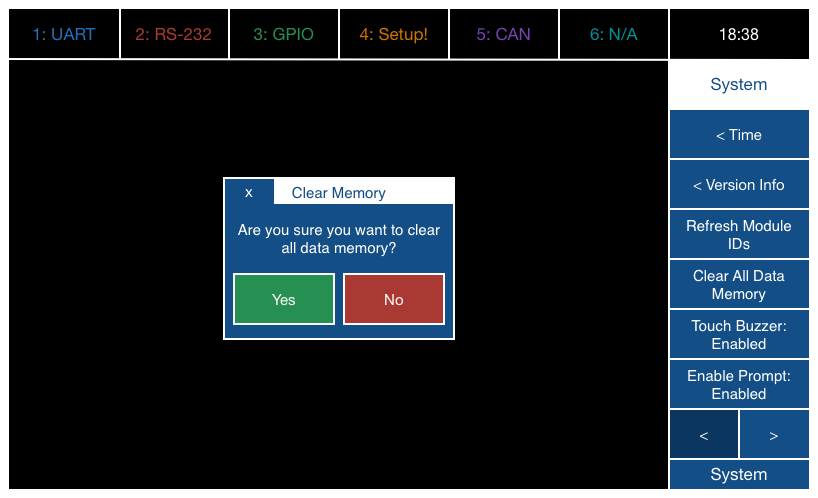 1: UART
2: RS-232
3: GPIO
4: Setup!
5: CAN
6: N/A
18:38
System
< Time
< Version Info
Refresh Module
IDs
Clear All Data
Memory
Touch Buzzer:
Enabled
Enable Prompt:
Enabled
< >
System
x Clear Memory
Are you sure you want to clear
all data memory?
Yes No